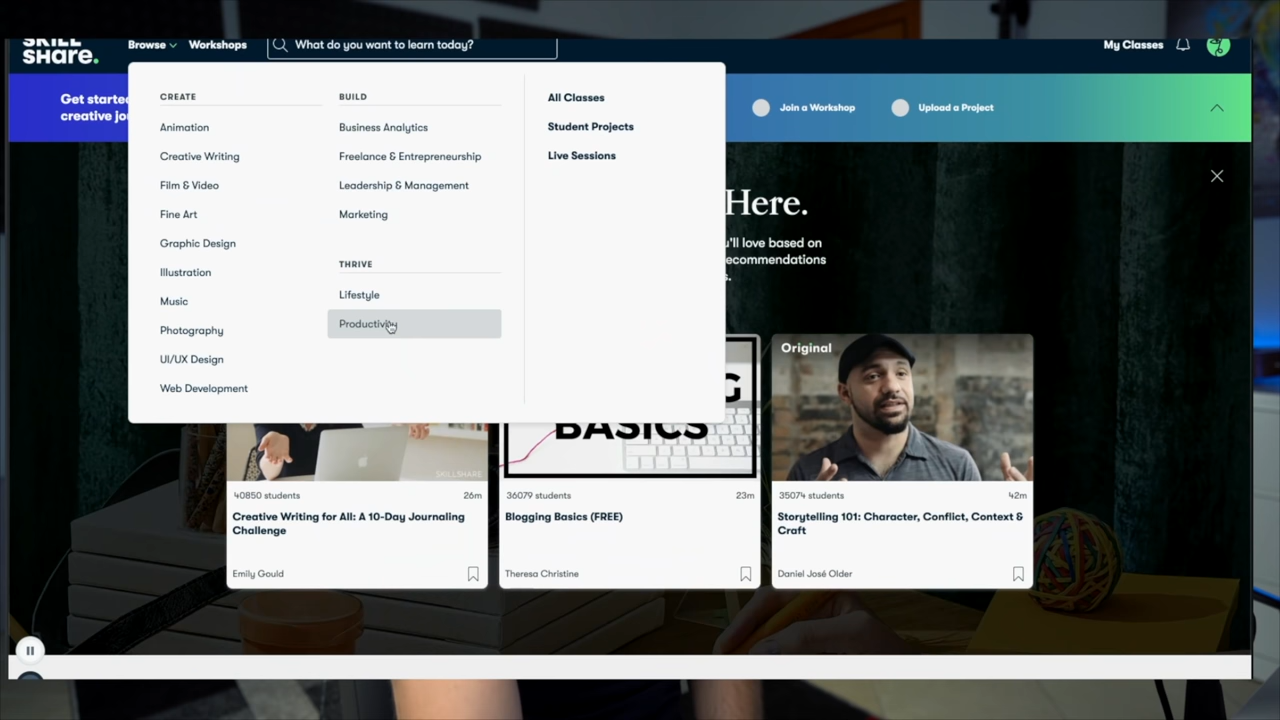 SKILL
SHARE.
Browse
Workshops
What do you want to learn today?
My Classes
Get starte
creative jo
Join a Workshop
Upload a Project
CREATE
Animation
Creative Writing
Film & Video
Fine Art
Graphic Design
Illustration
Music
Photography
UI/UX Design
Web Development
BUILD
Business Analytics
Freelance & Entrepreneurship
Leadership & Management
Marketing
THRIVE
Lifestyle
Productivity
All Classes
Student Projects
Live Sessions
Here.
u'll love based on
ecommendations
s.
Original
G
BASICS
SKILLSHARE
40850 students
26m
Creative Writing for All: A 10-Day Journaling
Challenge
Emily Gould
36079 students
23m
Blogging Basics (FREE)
Theresa Christine
35074 students
42m
Storytelling 101: Character, Conflict, Context &
Craft
Daniel José Older